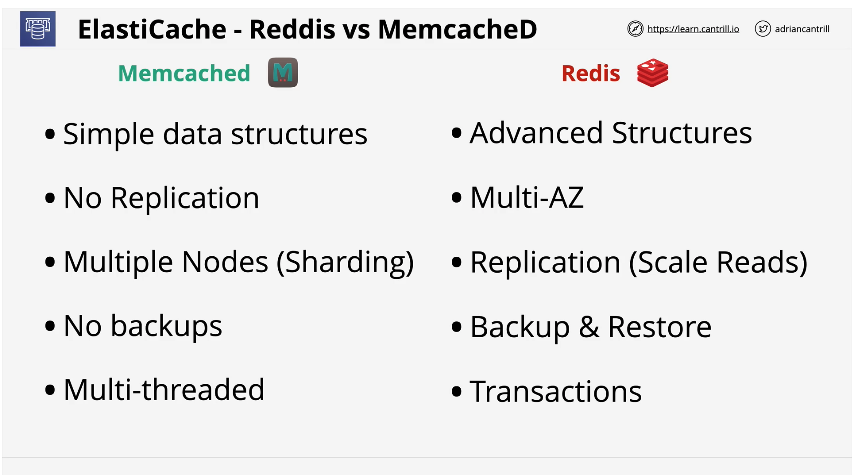 ElastiCache - Reddis vs MemcacheD
https://learn.cantrill.io
adriancantrill
Memcached
• Simple data structures
• No Replication
• Multiple Nodes (Sharding)
• No backups
• Multi-threaded
Redis
• Advanced Structures
• Multi-AZ
• Replication (Scale Reads)
• Backup & Restore
• Transactions